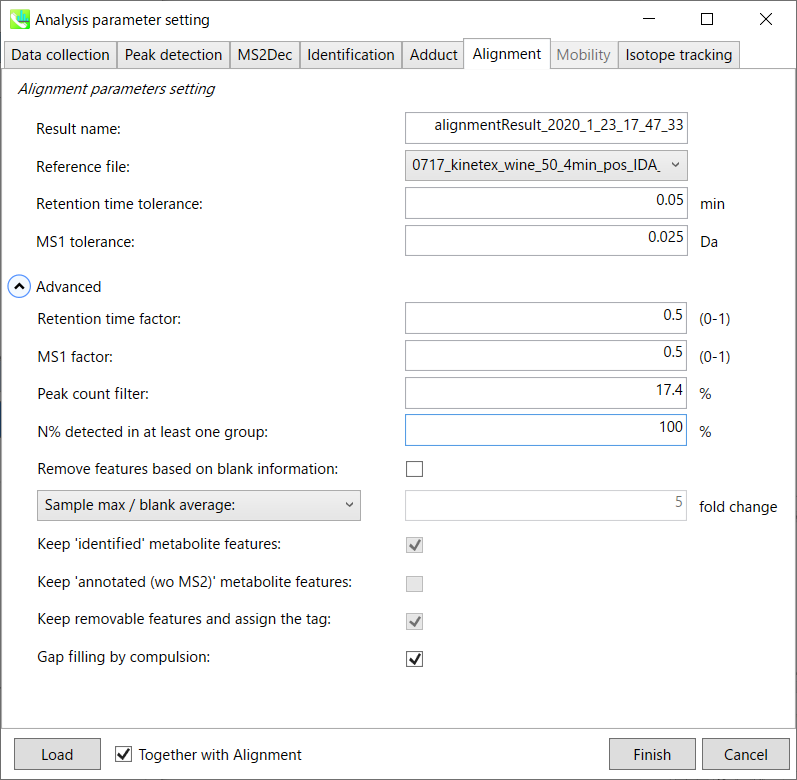 Analysis parameter setting
Data collection Peak detection MS2Dec Identification Adduct Alignment Mobility Isotope tracking
Alignment parameters setting
Result name: alignmentResult_2020_1_23_17_47_33
Reference file: 0717_kinetex_wine_50_4min_pos_IDA_
Retention time tolerance: 0.05 min
MS1 tolerance: 0.025 Da
Advanced
Retention time factor: 0.5 (0-1)
MS1 factor: 0.5 (0-1)
Peak count filter: 17.4 %
N% detected in at least one group: 100 %
Remove features based on blank information:
Sample max / blank average: 5 fold change
Keep 'identified' metabolite features:
Keep 'annotated (wo MS2)' metabolite features:
Keep removable features and assign the tag:
Gap filling by compulsion:
Load Together with Alignment Finish Cancel